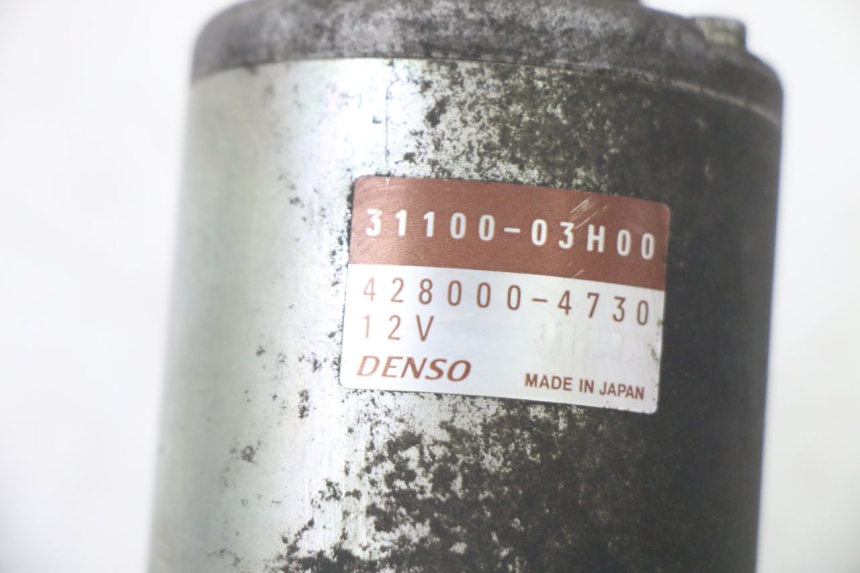 31100-03H00
428000-4730
12V
DENSO
MADE IN JAPAN